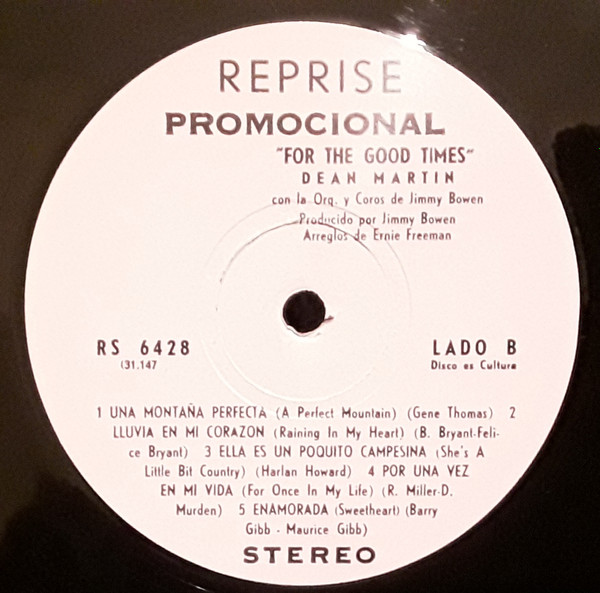 REPRISE
PROMOCIONAL
"FOR THE GOOD TIMES"
DEAN MARTIN
con la Orq. y Coros de Jimmy Bowen
Producido por Jimmy Bowen
Arreglos de Ernie Freeman
RS 6428
(31.147
LADO B
Disco es Cultura
1 UNA MONTAÑA PERFECTA (A Perfect Mountain) (Gene Thomas) 2
LLUVIA EN MI CORAZON (Raining In My Heart) (B. Bryant-Feli-
ce Bryant) 3 ELLA ES UN POQUITO CAMPESINA (She's A
Little Bit Country) (Harlan Howard) 4 POR UNA VEZ
EN MI VIDA (For Once In My Life) (R. Miller-D.
Murden) 5 ENAMORADA (Sweetheart) (Barry
Gibb - Maurice Gibb)
STEREO